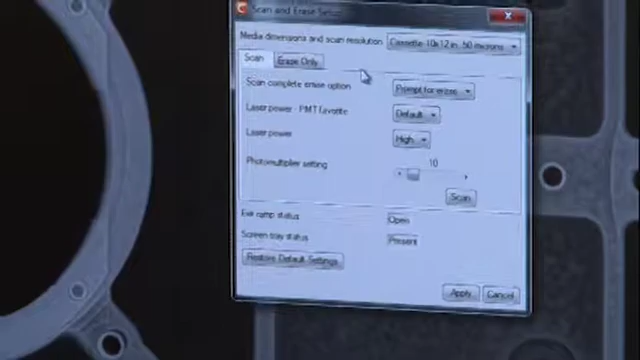 Scan and Erase Setup
Media dimensions and scan resolution Cassette 10x12 in. 50 microns
Scan Erase Only
Scan complete erase option Prompt for erase
Laser power - PMT favorite Default
Laser power High
Photomultiplier setting 10
Scan
Exit ramp status Open
Screen tray status Present
Restore Default Settings
Apply Cancel